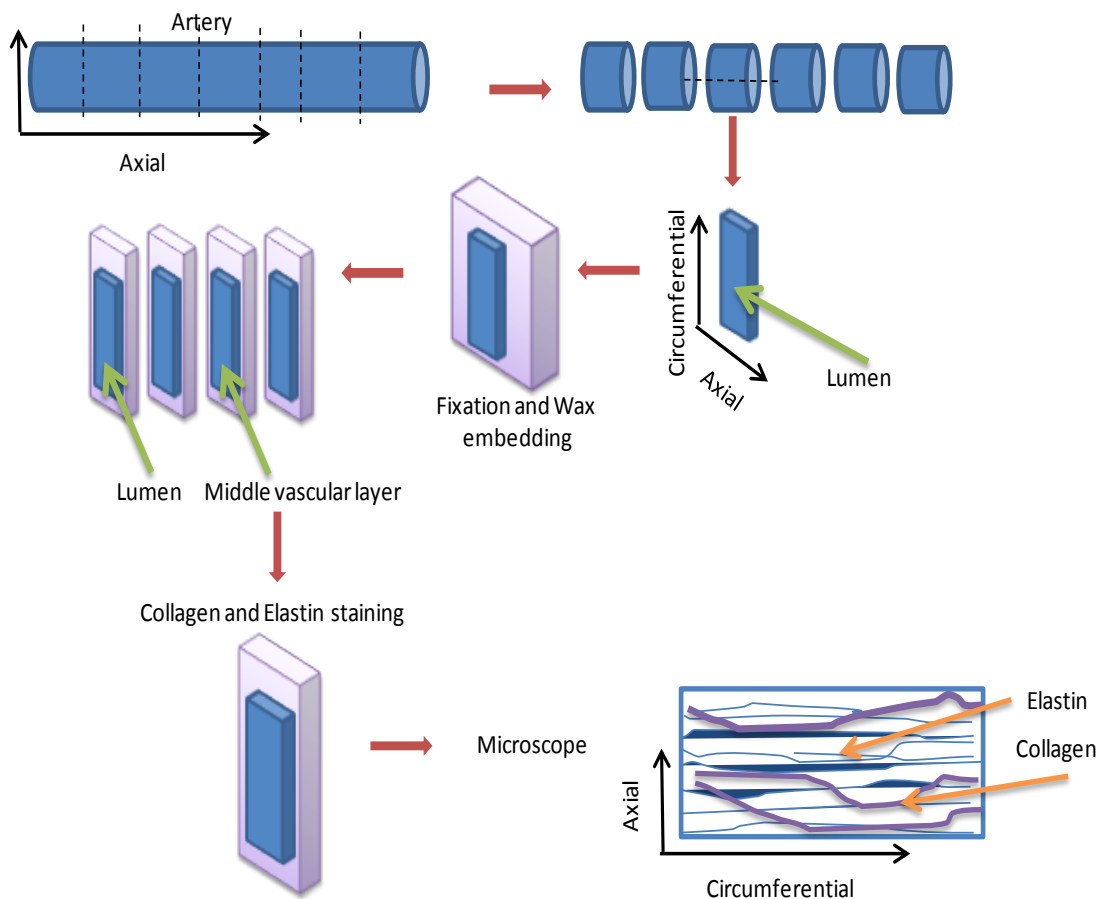 Artery
Axial
Circumferential
Axial
Lumen
Fixation and Wax
embedding
Lumen
Middle vascular layer
Collagen and Elastin staining
Microscope
Elastin
Collagen
Axial
Circumferential